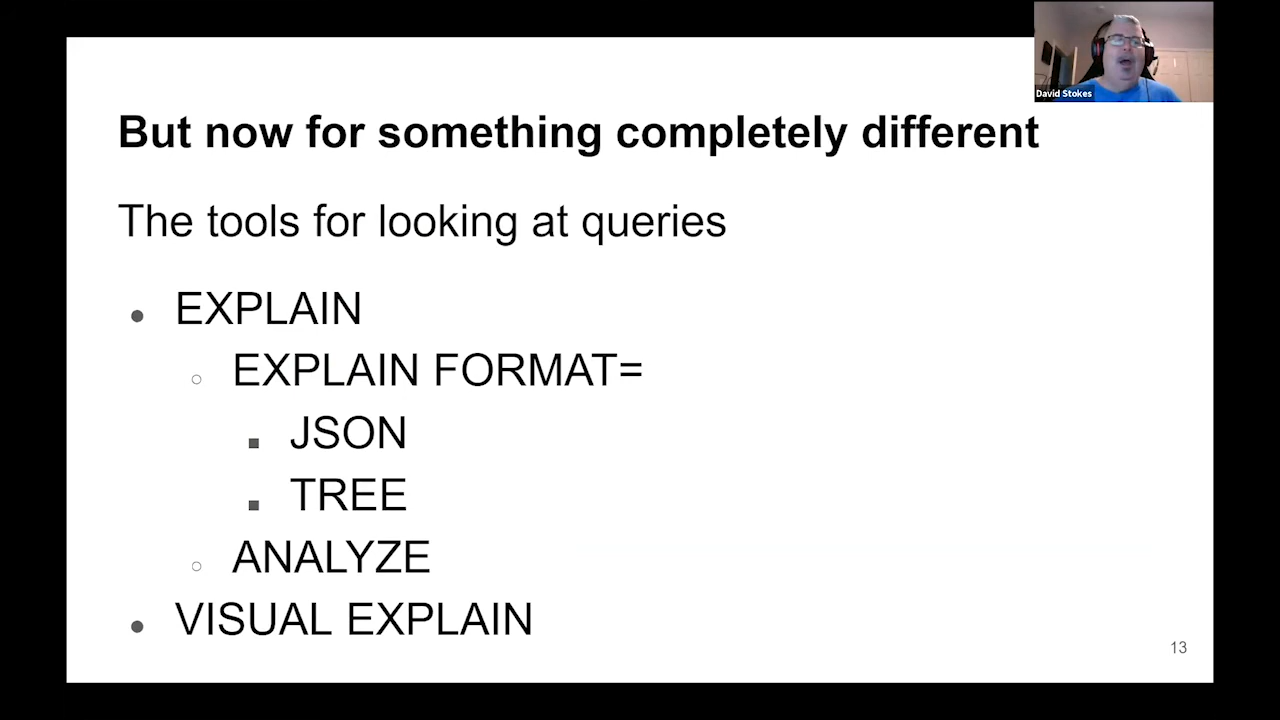 David Stokes
But now for something completely different
The tools for looking at queries
● EXPLAIN
○ EXPLAIN FORMAT=
■ JSON
■ TREE
○ ANALYZE
● VISUAL EXPLAIN
13